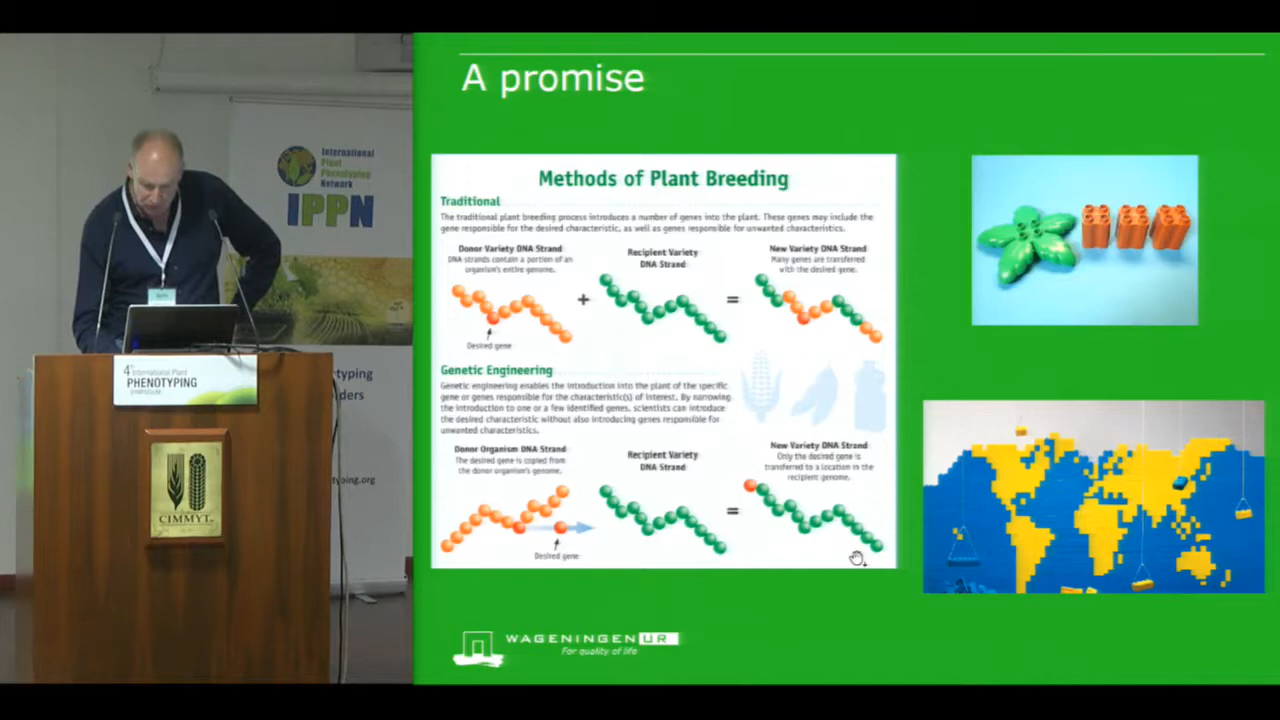 International
Plant
Phenotyping
Network
IPPN
4th International Plant
PHENOTYPING
SYMPOSIUM
CIMMYT
A promise
Methods of Plant Breeding
Traditional
The traditional plant breeding process introduces a number of genes into the plant. These genes may include the
gene responsible for the desired characteristic, as well as genes responsible for unwanted characteristics.
Donor Variety DNA Strand
DNA strands contain a portion of an
organism's entire genome.
Recipient Variety
DNA Strand
New Variety DNA Strand
Many genes are transferred
with the desired gene.
+
=
Desired gene
Genetic Engineering
Genetic engineering enables the introduction into the plant of the specific
gene or genes responsible for the characteristic(s) of interest. By narrowing
the introduction to one or a few identified genes, scientists can introduce
the desired characteristic without also introducing genes responsible for
unwanted characteristics.
Donor Organism DNA Strand
The desired gene is copied from
the donor organism's genome.
Recipient Variety
DNA Strand
New Variety DNA Strand
Only the desired gene is
transferred to a location in the
recipient genome.
=
Desired gene
WAGENINGEN UR
For quality of life